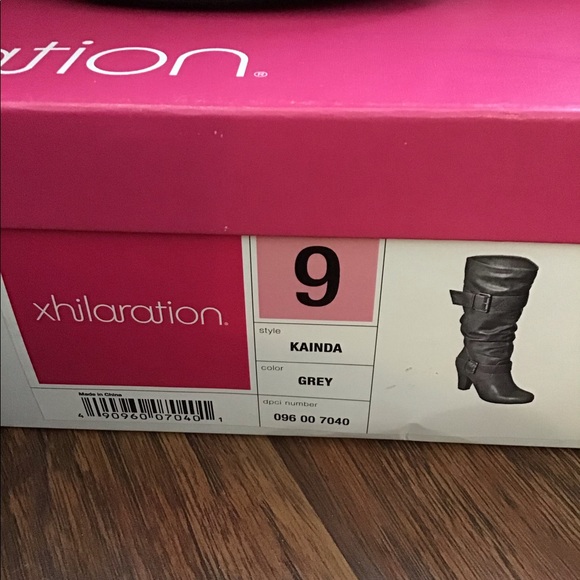 ation®
xhilaration®
9
style
KAINDA
color
GREY
dpci number
096 00 7040
Made in China
4 90960 07040 1